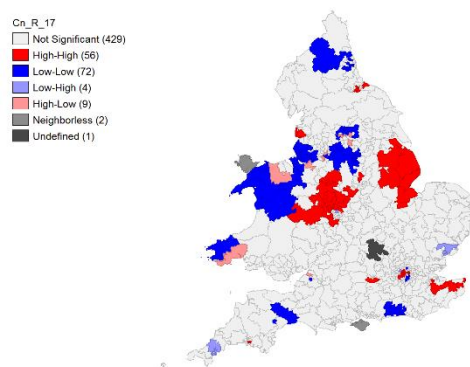 Cn_R_17
Not Significant (429)
High-High (56)
Low-Low (72)
Low-High (4)
High-Low (9)
Neighborless (2)
Undefined (1)